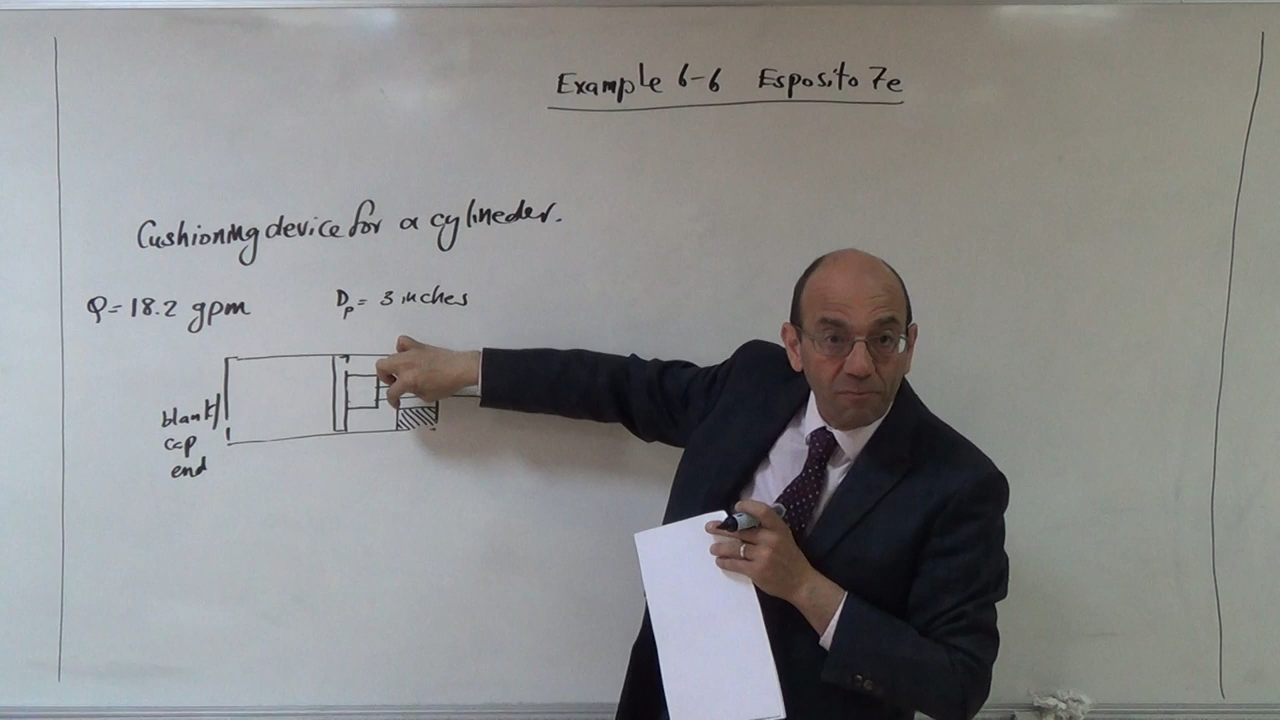 Example 6-6 Esposito 7e
Cushioning device for a cylineder.
Q = 18.2 gpm Dp = 3 inches
blank/
cap
end